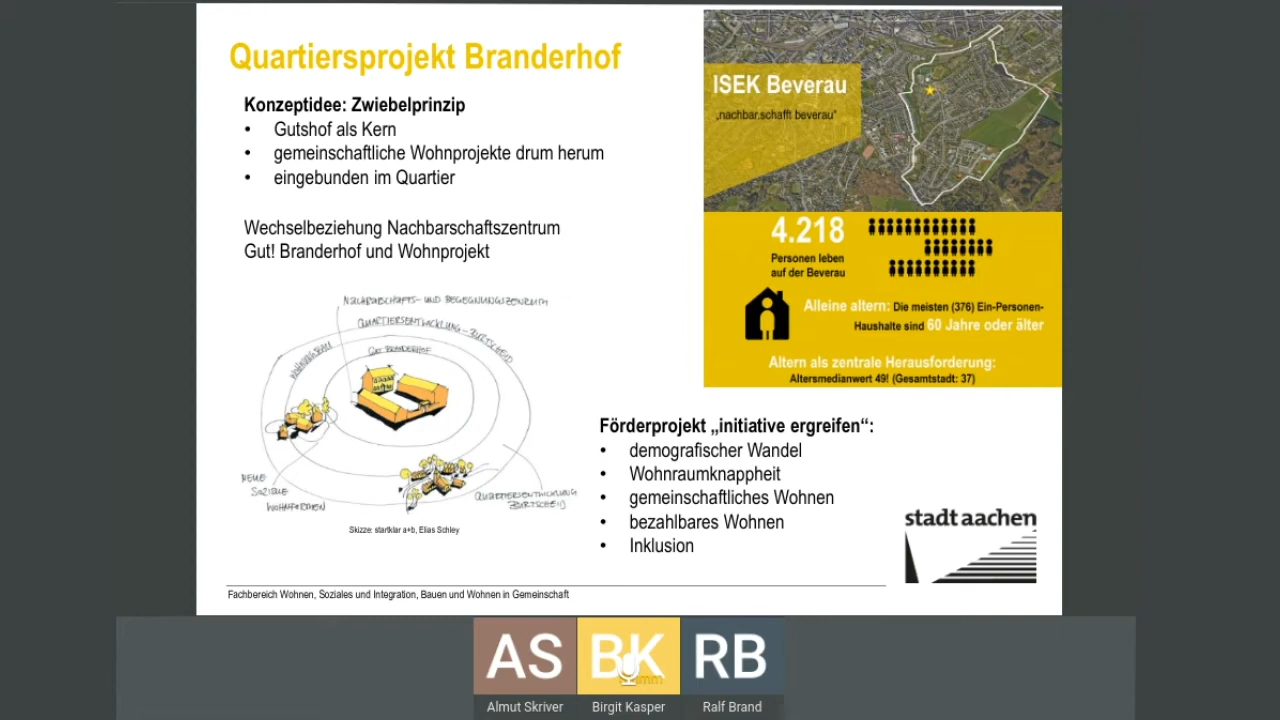 Quartiersprojekt Branderhof
Konzeptidee: Zwiebelprinzip
• Gutshof als Kern
• gemeinschaftliche Wohnprojekte drum herum
• eingebunden im Quartier
Wechselbeziehung Nachbarschaftszentrum
Gut! Branderhof und Wohnprojekt
NACHBARSCHAFTS- UND BEGEGNUNGSZENTRUM
QUARTIERSENTWICKLUNG-BURTSCHEID
WOHNUNGSBAU
GUT BRANDERHOF
NEUE
SOZIALE
WOHNFORMEN
QUARTIERSENTWICKLUNG
BURTSCHEID
Skizze: startklar a+b, Elias Schley
ISEK Beverau
„nachbar.schafft beverau“
4.218
Personen leben
auf der Beverau
Alleine altern: Die meisten (376) Ein-Personen-
Haushalte sind 60 Jahre oder älter
Altern als zentrale Herausforderung:
Altersmedianwert 49! (Gesamtstadt: 37)
Förderprojekt „initiative ergreifen“:
• demografischer Wandel
• Wohnraumknappheit
• gemeinschaftliches Wohnen
• bezahlbares Wohnen
• Inklusion
stadt aachen
Fachbereich Wohnen, Soziales und Integration, Bauen und Wohnen in Gemeinschaft
AS
BK
RB
Almut Skriver
Birgit Kasper
Ralf Brand